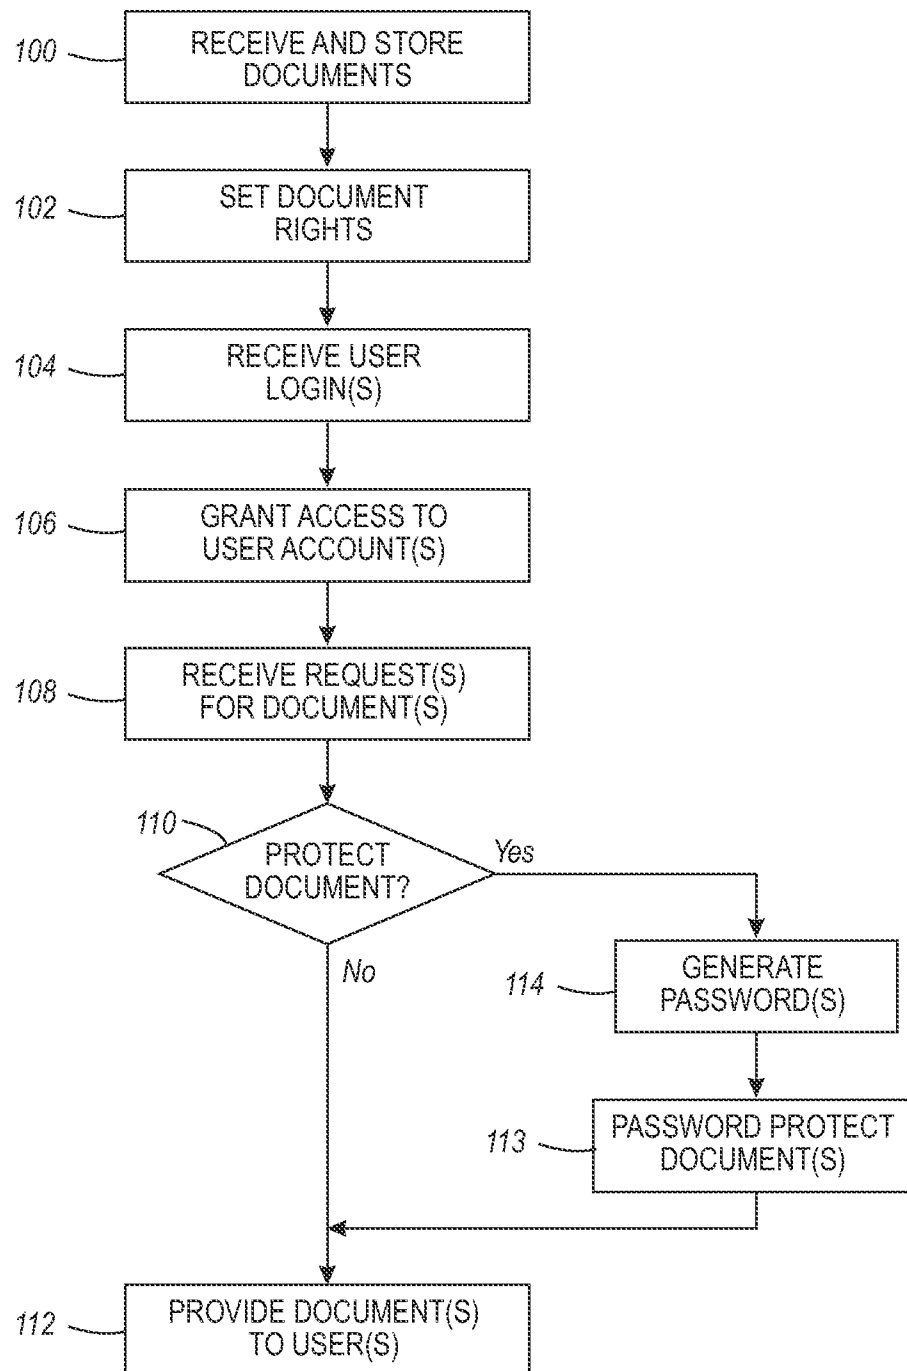 100
RECEIVE AND STORE
DOCUMENTS
102
SET DOCUMENT
RIGHTS
104
RECEIVE USER
LOGIN(S)
106
GRANT ACCESS TO
USER ACCOUNT(S)
108
RECEIVE REQUEST(S)
FOR DOCUMENT(S)
110
PROTECT
DOCUMENT?
Yes
No
114
GENERATE
PASSWORD(S)
113
PASSWORD PROTECT
DOCUMENT(S)
112
PROVIDE DOCUMENT(S)
TO USER(S)